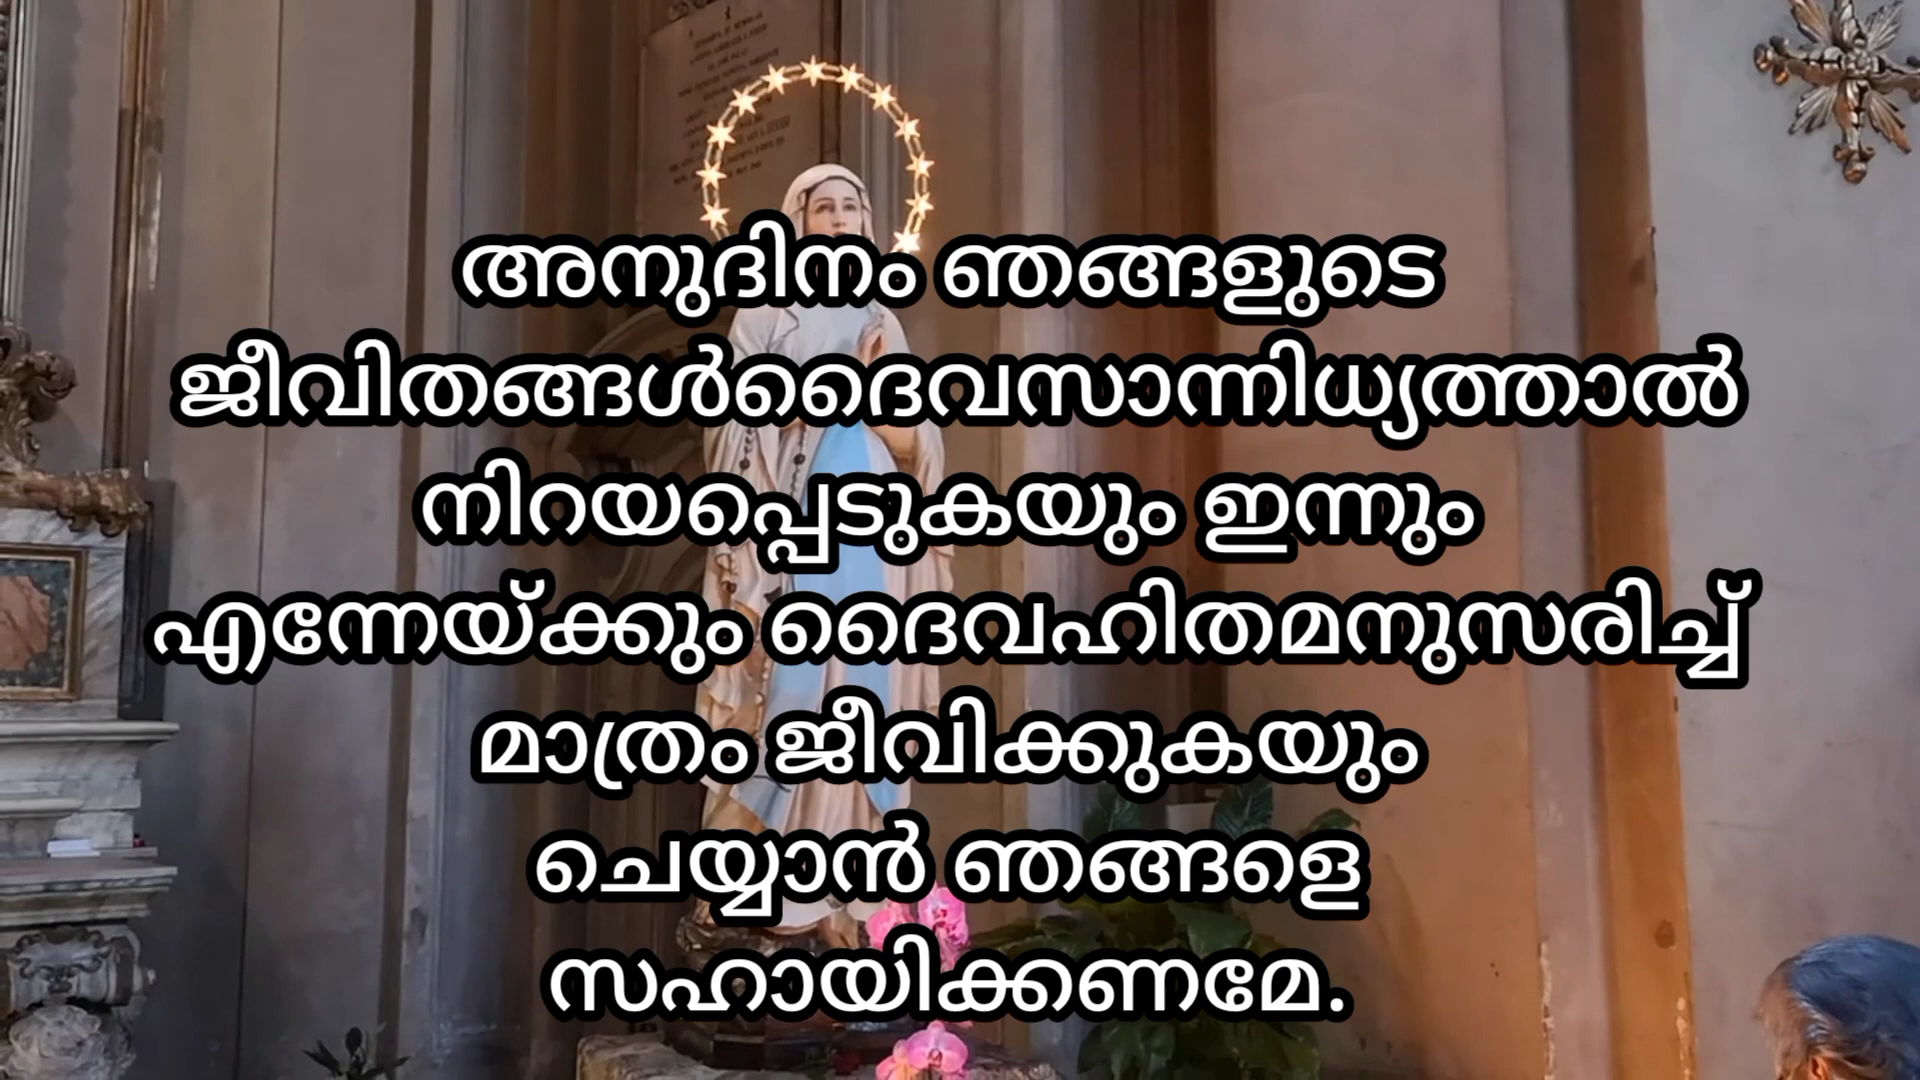 അനുദിനം ഞങ്ങളുടെ
ജീവിതങ്ങൾദൈവസാന്നിധ്യത്താൽ
നിറയപ്പെടുകയും ഇന്നും
എന്നേയ്ക്കും ദൈവഹിതമനുസരിച്ച്
മാത്രം ജീവിക്കുകയും
ചെയ്യാൻ ഞങ്ങളെ
സഹായിക്കണമേ.